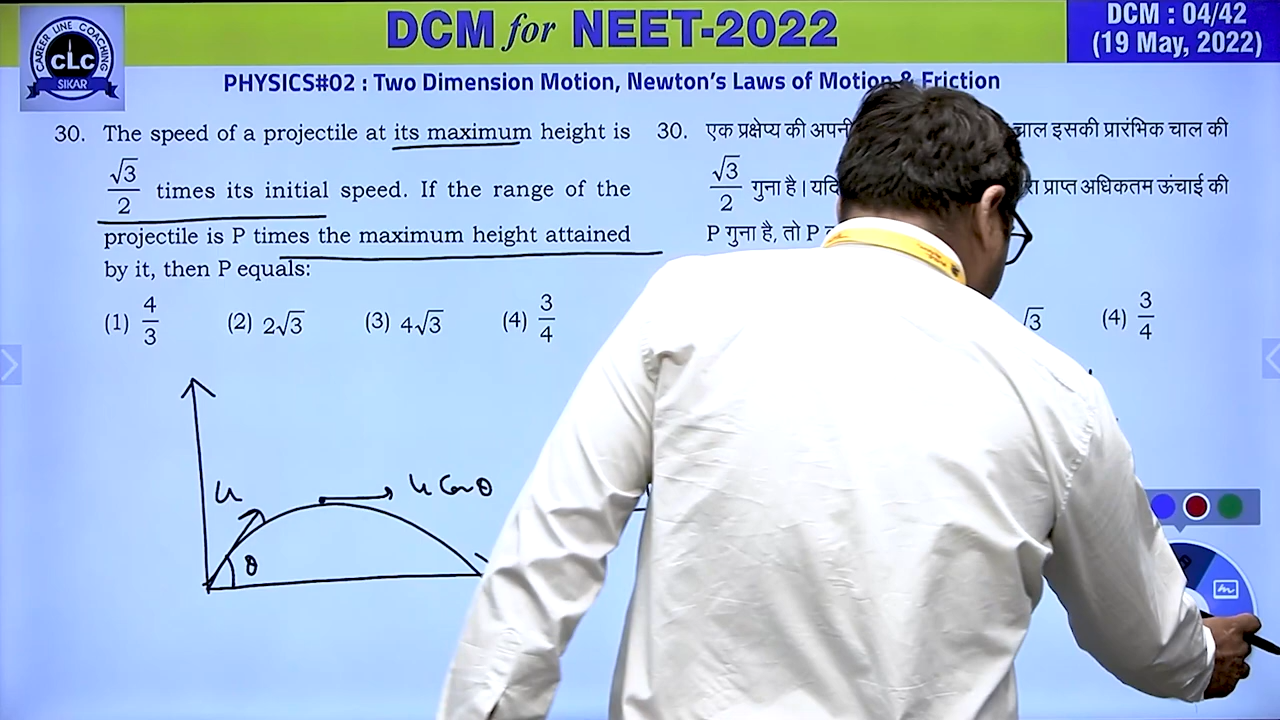 CAREER LINE COACHING
CLC
SIKAR
DCM for NEET-2022
DCM : 04/42
(19 May, 2022)
PHYSICS#02 : Two Dimension Motion, Newton's Laws of Motion & Friction
30. The speed of a projectile at its maximum height is
√3/2 times its initial speed. If the range of the
projectile is P times the maximum height attained
by it, then P equals:
(1) 4/3 (2) 2√3 (3) 4√3 (4) 3/4
30. एक प्रक्षेप्य की अपनी चाल इसकी प्रारंभिक चाल की
√3/2 गुना है। यदि प्राप्त अधिकतम ऊंचाई की
P गुना है, तो P
√3 (4) 3/4
u
u cos θ
θ